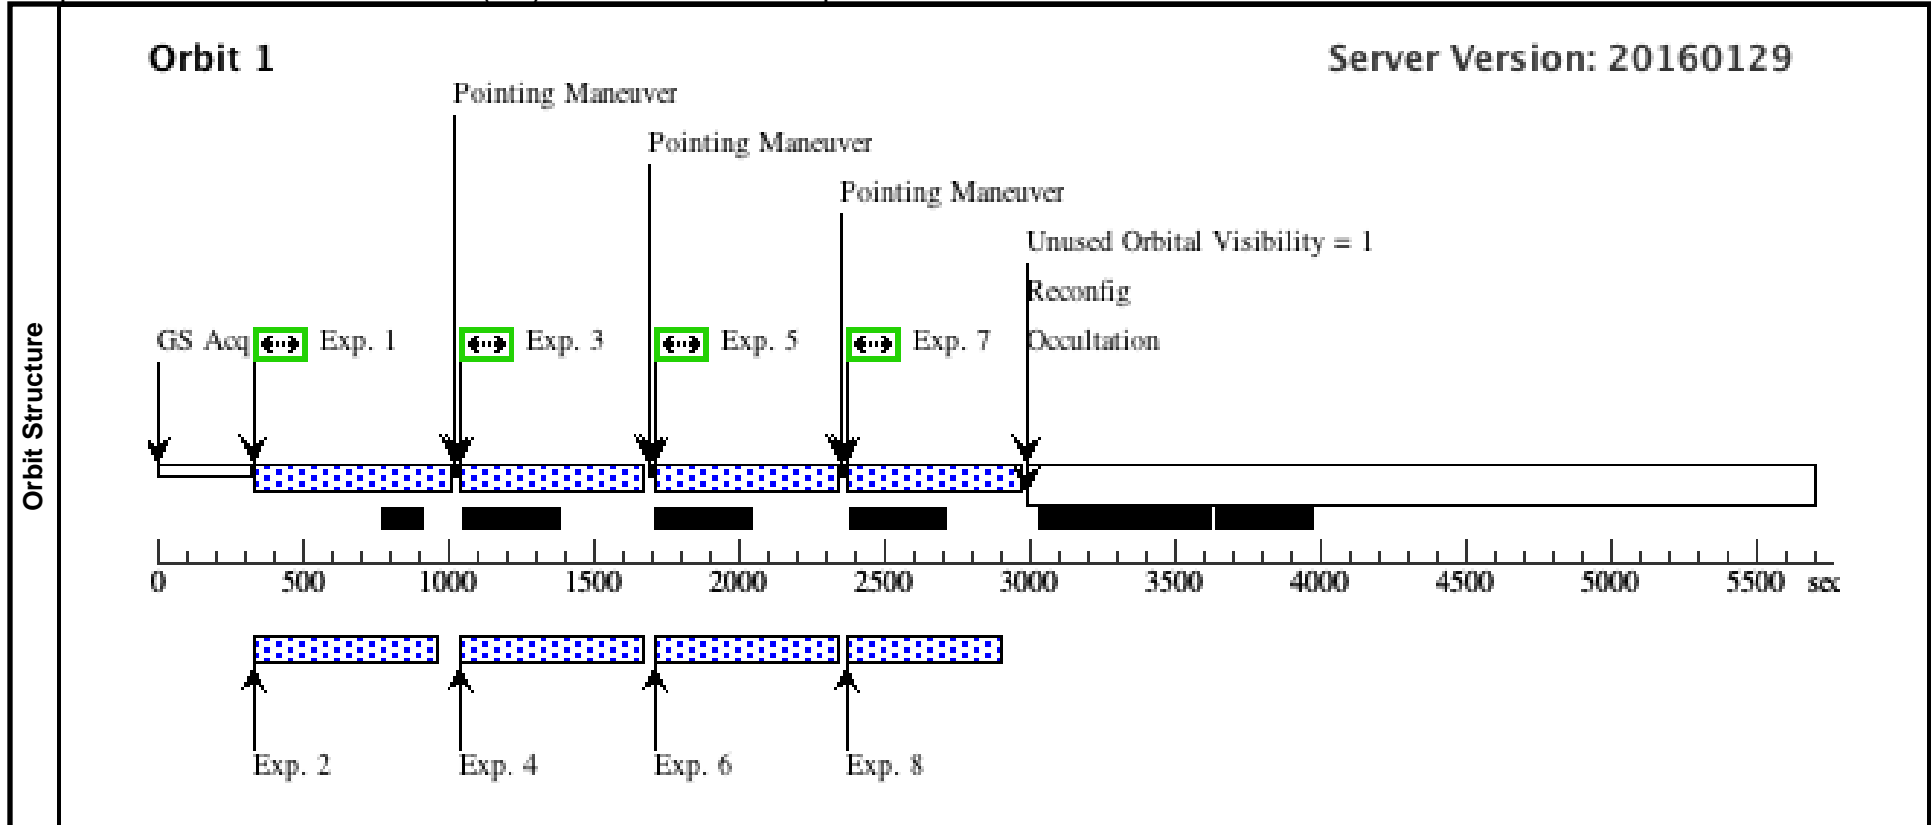 Orbit 1
Server Version: 20160129
Pointing Maneuver
Pointing Maneuver
Pointing Maneuver
Unused Orbital Visibility = 1
Reconfig
GS Acq
Exp. 1
Exp. 3
Exp. 5
Exp. 7
Occultation
Orbit Structure
0 500 1000 1500 2000 2500 3000 3500 4000 4500 5000 5500 sec
Exp. 2
Exp. 4
Exp. 6
Exp. 8